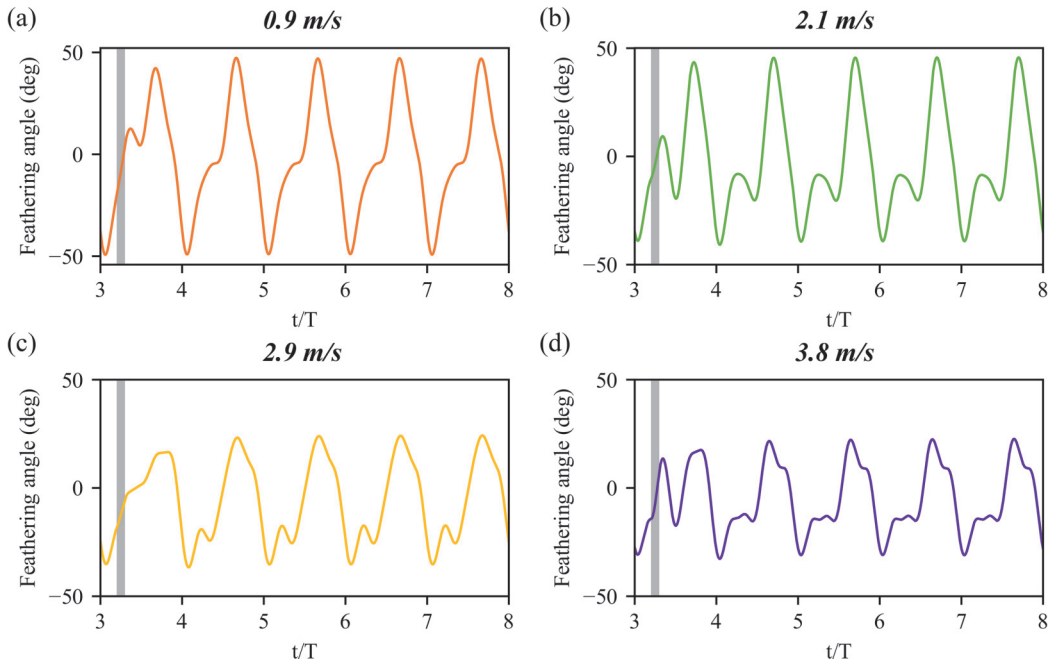 (a)
0.9 m/s
Feathering angle (deg)
50
0
−50
3 4 5 6 7 8
t/T
(b)
2.1 m/s
Feathering angle (deg)
50
0
−50
3 4 5 6 7 8
t/T
(c)
2.9 m/s
Feathering angle (deg)
50
0
−50
3 4 5 6 7 8
t/T
(d)
3.8 m/s
Feathering angle (deg)
50
0
−50
3 4 5 6 7 8
t/T